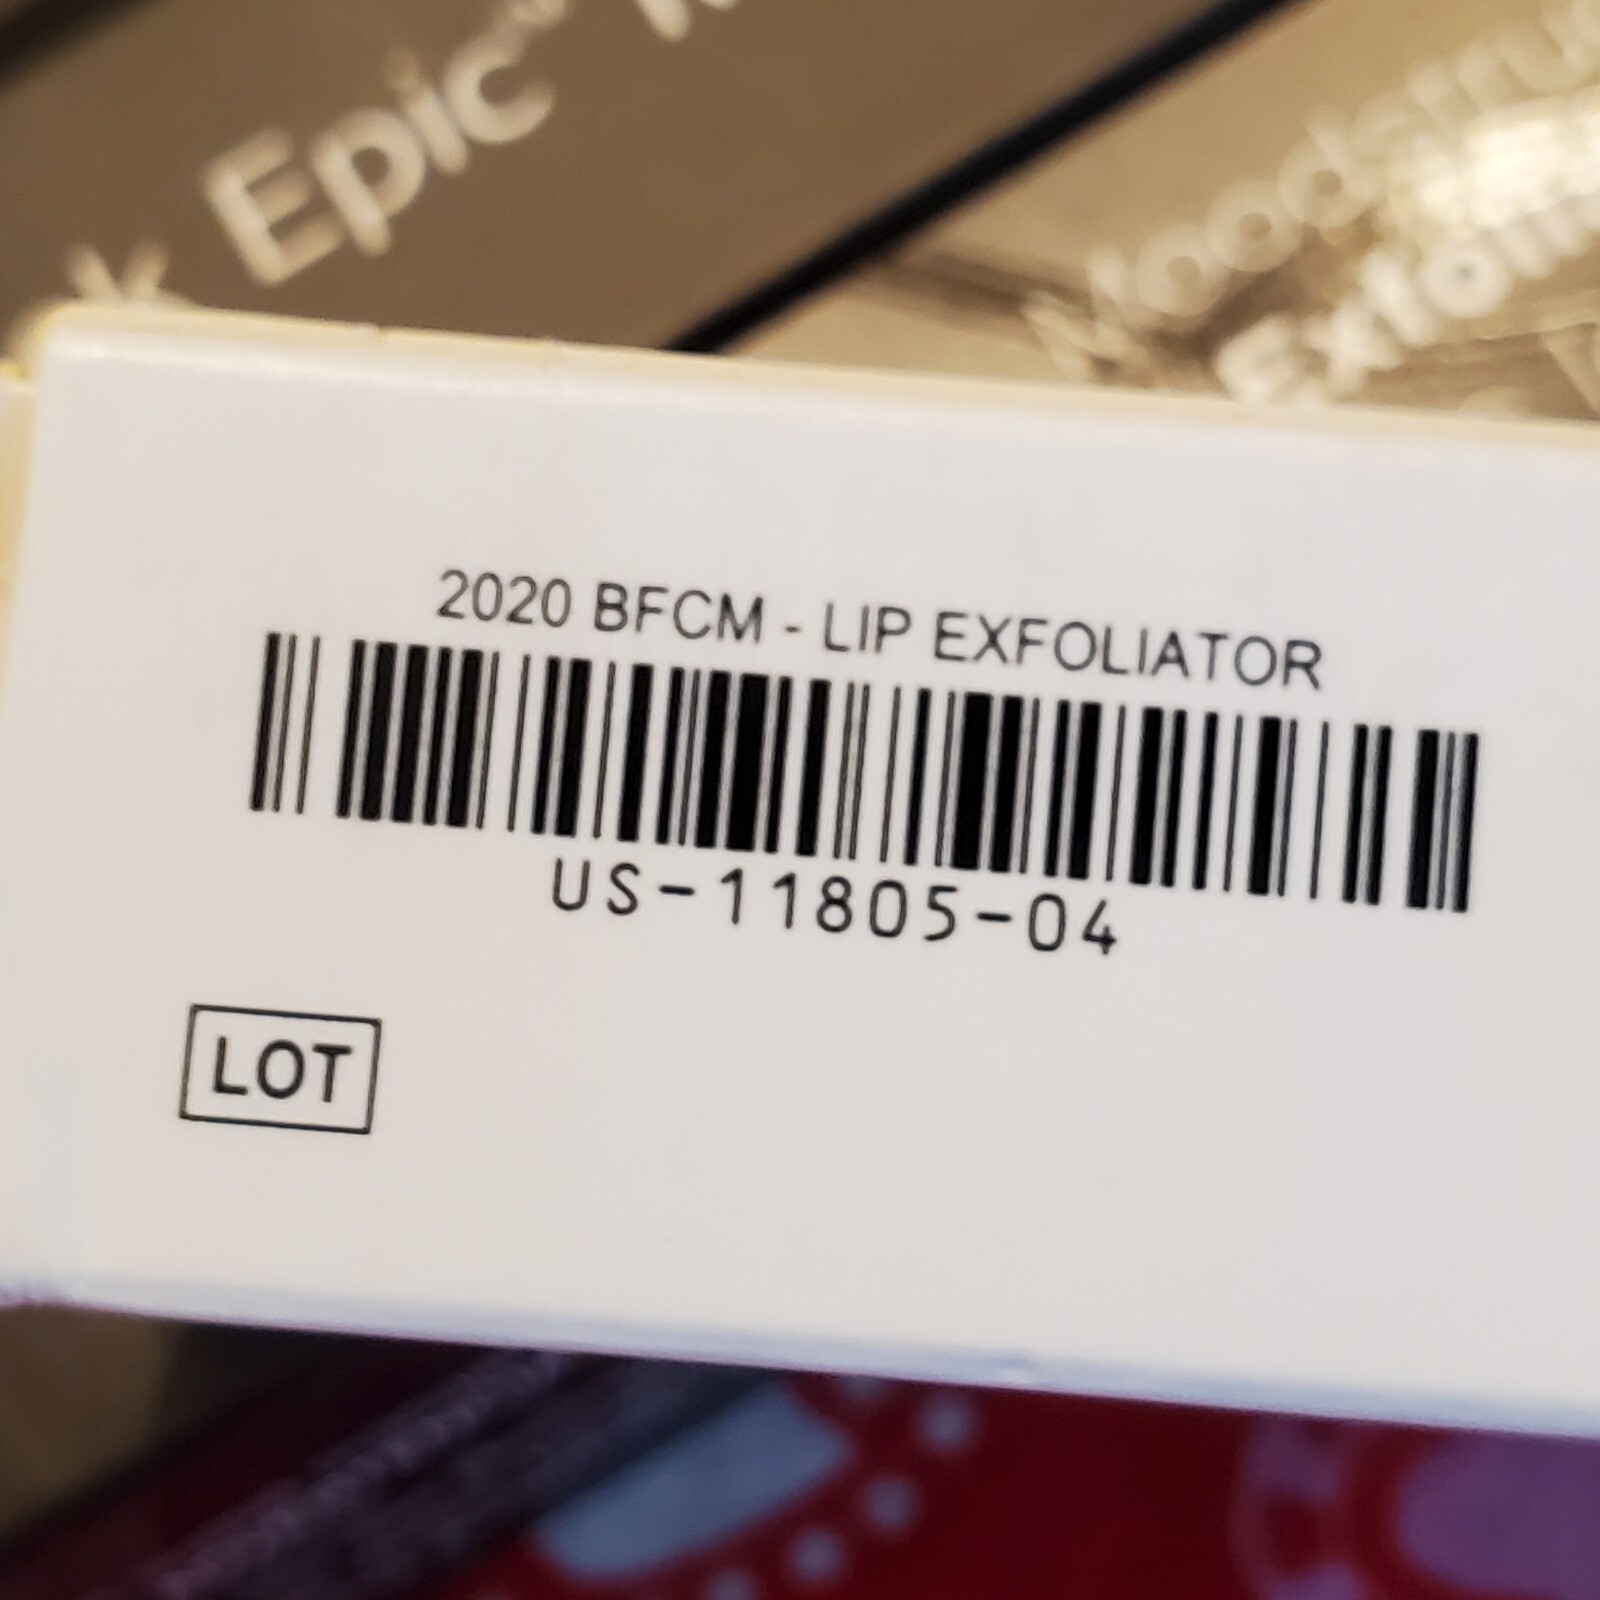 Epic
2020 BFCM - LIP EXFOLIATOR
US-11805-04
LOT